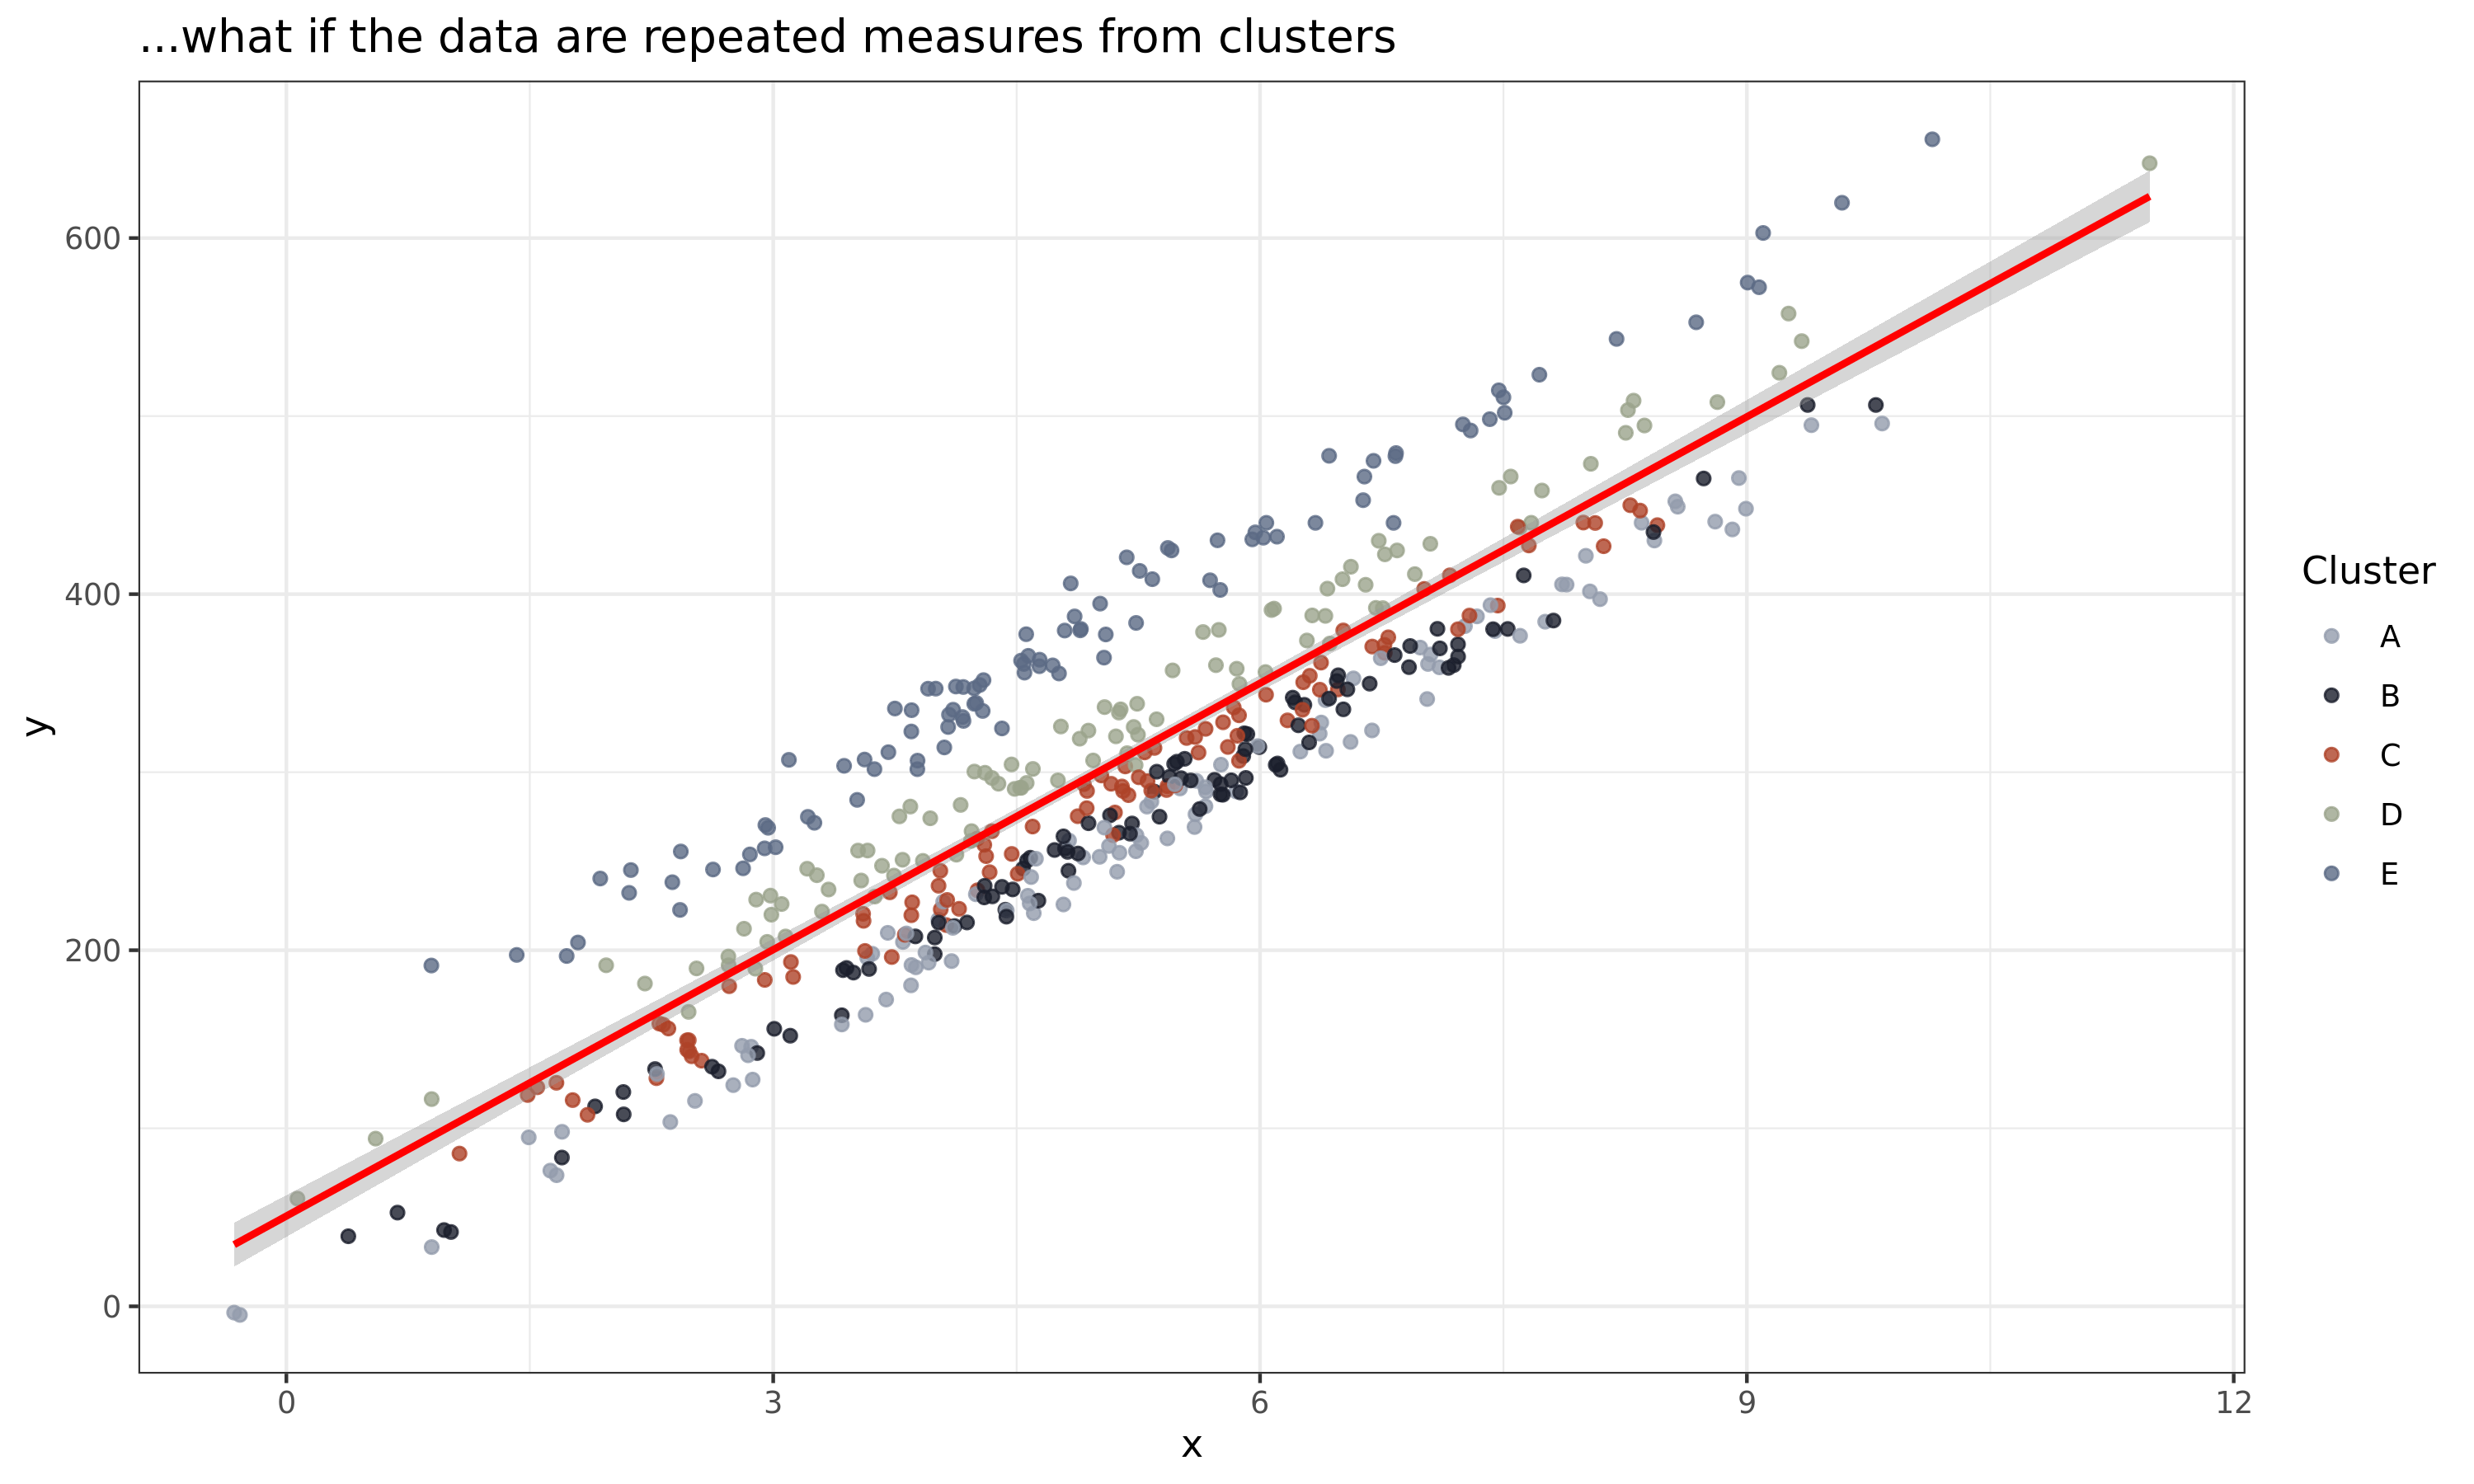 ...what if the data are repeated measures from clusters
600
400
200
0
y
0 3 6 9 12
x
Cluster
A
B
C
D
E